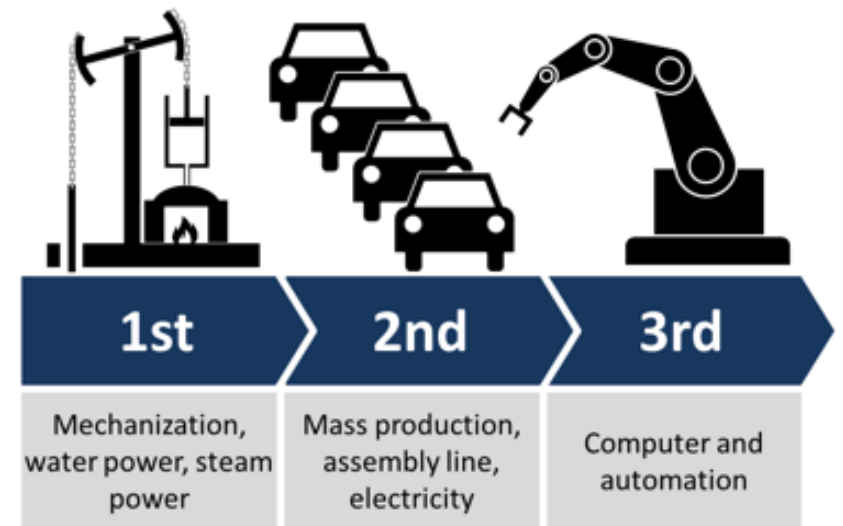 1st
2nd
3rd
Mechanization,
water power, steam
power
Mass production,
assembly line,
electricity
Computer and
automation